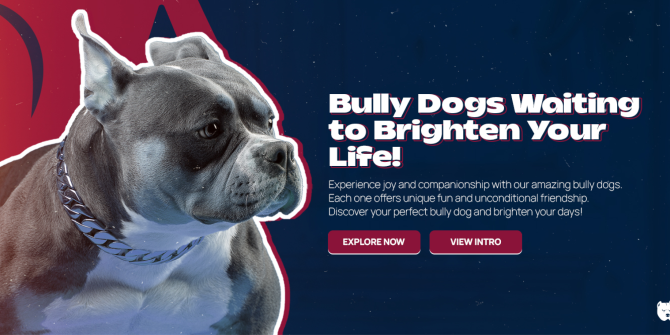 Bully Dogs Waiting
to Brighten Your
Life!
Experience joy and companionship with our amazing bully dogs.
Each one offers unique fun and unconditional friendship.
Discover your perfect bully dog and brighten your days!
EXPLORE NOW
VIEW INTRO